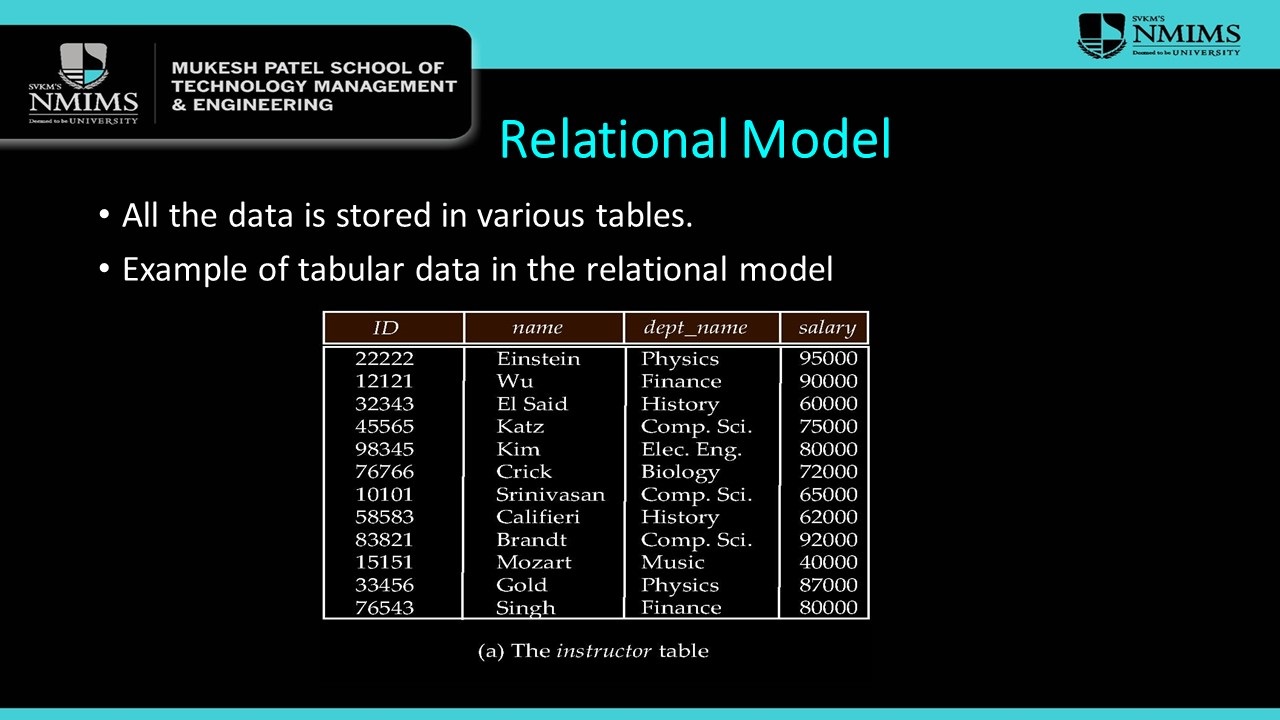 SVKM'S
NMIMS
Deemed to be UNIVERSITY
MUKESH PATEL SCHOOL OF
TECHNOLOGY MANAGEMENT
& ENGINEERING
SVKM'S
NMIMS
Deemed to be UNIVERSITY
Relational Model
• All the data is stored in various tables.
• Example of tabular data in the relational model
ID name dept_name salary
22222 Einstein Physics 95000
12121 Wu Finance 90000
32343 El Said History 60000
45565 Katz Comp. Sci. 75000
98345 Kim Elec. Eng. 80000
76766 Crick Biology 72000
10101 Srinivasan Comp. Sci. 65000
58583 Califieri History 62000
83821 Brandt Comp. Sci. 92000
15151 Mozart Music 40000
33456 Gold Physics 87000
76543 Singh Finance 80000
(a) The instructor table